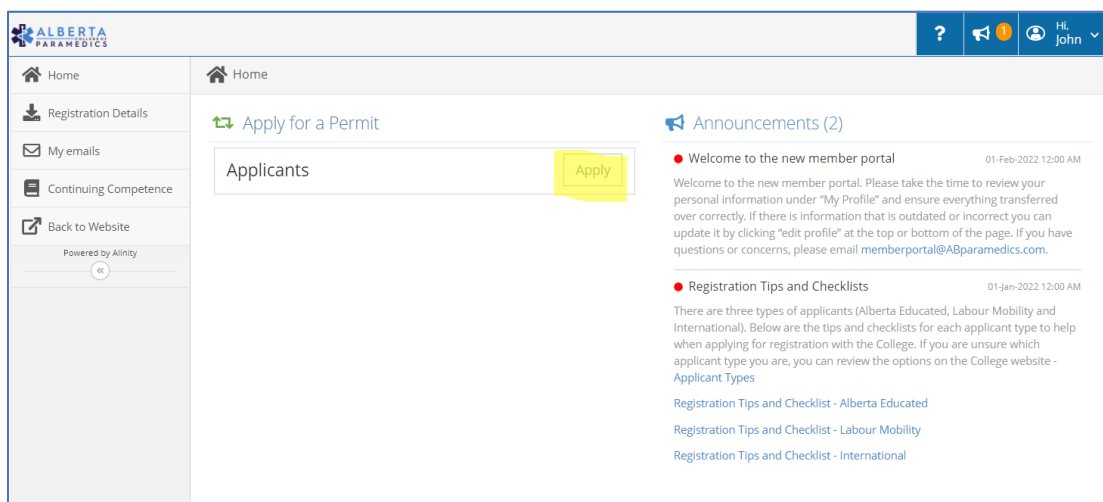 ALBERTA
COLLEGE OF
PARAMEDICS
?
1
Hi,
John
Home
Registration Details
My emails
Continuing Competence
Back to Website
Powered by Alinity
Home
Apply for a Permit
Applicants
Apply
Announcements (2)
Welcome to the new member portal 01-Feb-2022 12:00 AM
Welcome to the new member portal. Please take the time to review your
personal information under “My Profile” and ensure everything transferred
over correctly. If there is information that is outdated or incorrect you can
update it by clicking “edit profile” at the top or bottom of the page. If you have
questions or concerns, please email memberportal@ABparamedics.com.
Registration Tips and Checklists 01-Jan-2022 12:00 AM
There are three types of applicants (Alberta Educated, Labour Mobility and
International). Below are the tips and checklists for each applicant type to help
when applying for registration with the College. If you are unsure which
applicant type you are, you can review the options on the College website -
Applicant Types
Registration Tips and Checklist - Alberta Educated
Registration Tips and Checklist - Labour Mobility
Registration Tips and Checklist - International